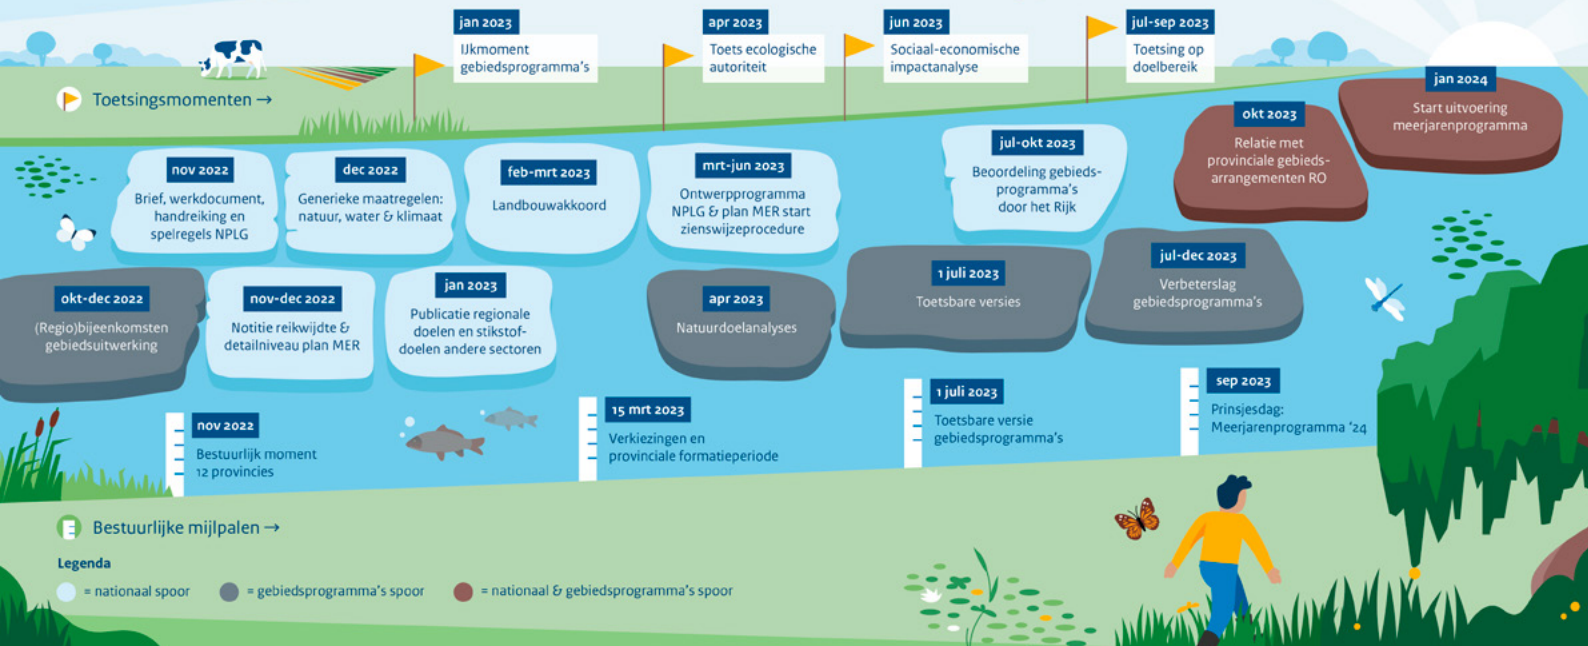 jan 2023
IJkmoment
gebiedsprogramma's
apr 2023
Toets ecologische
autoriteit
jun 2023
Sociaal-economische
impactanalyse
jul-sep 2023
Toetsing op
doelbereik
Toetsingsmomenten →
jan 2024
Start uitvoering
meerjarenprogramma
okt 2023
Relatie met
provinciale gebieds-
arrangementen RO
nov 2022
Brief, werkdocument,
handreiking en
spelregels NPLG
dec 2022
Generieke maatregelen:
natuur, water & klimaat
feb-mrt 2023
Landbouwakkoord
mrt-jun 2023
Ontwerpprogramma
NPLG & plan MER start
zienswijzeprocedure
jul-okt 2023
Beoordeling gebieds-
programma's
door het Rijk
okt-dec 2022
(Regio)bijeenkomsten
gebiedsuitwerking
nov-dec 2022
Notitie reikwijdte &
detailniveau plan MER
jan 2023
Publicatie regionale
doelen en stikstof-
doelen andere sectoren
apr 2023
Natuurdoelanalyses
1 juli 2023
Toetsbare versies
jul-dec 2023
Verbeterslag
gebiedsprogramma's
nov 2022
Bestuurlijk moment
12 provincies
15 mrt 2023
Verkiezingen en
provinciale formatieperiode
1 juli 2023
Toetsbare versie
gebiedsprogramma's
sep 2023
Prinsjesdag:
Meerjarenprogramma '24
Bestuurlijke mijlpalen →
Legenda
= nationaal spoor
= gebiedsprogramma's spoor
= nationaal & gebiedsprogramma's spoor